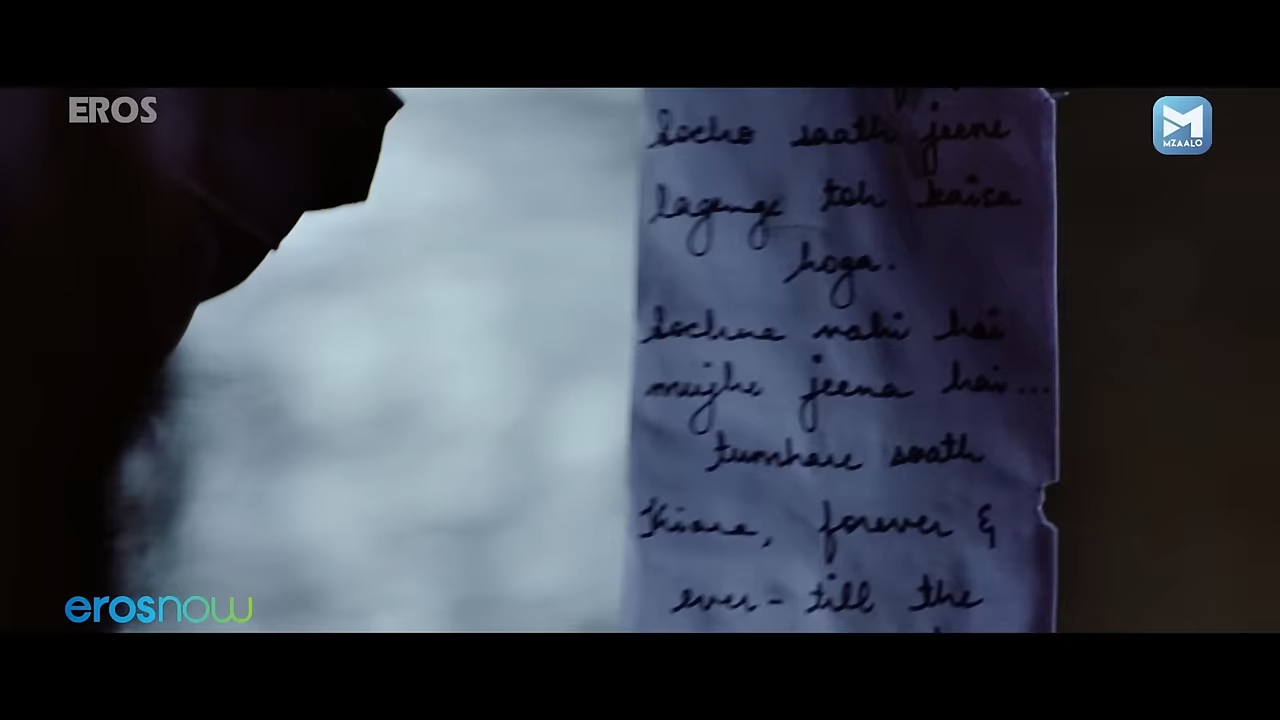 EROS
MZAALO
Socho saath jeene
lagenge toh kaisa
hoga.
Sochna nahi hai
mujhe jeena hai...
tumhare saath
Kiara, forever &
ever - till the
erosnow